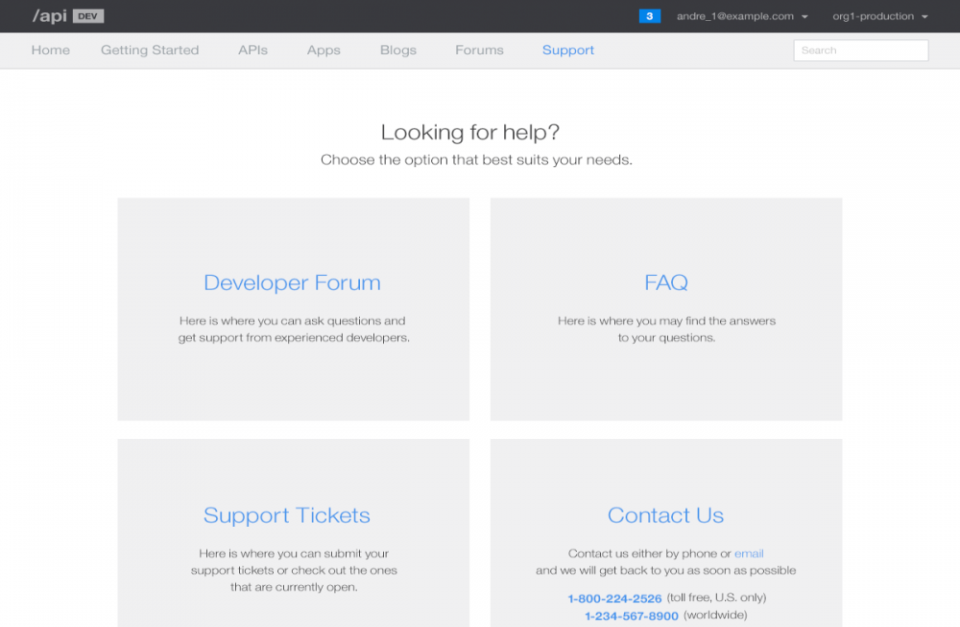 /api DEV
3 andre_1@example.com org1-production
Home Getting Started APIs Apps Blogs Forums Support Search
Looking for help?
Choose the option that best suits your needs.
Developer Forum
Here is where you can ask questions and
get support from experienced developers.
FAQ
Here is where you may find the answers
to your questions.
Support Tickets
Here is where you can submit your
support tickets or check out the ones
that are currently open.
Contact Us
Contact us either by phone or email
and we will get back to you as soon as possible
1-800-224-2526 (toll free, U.S. only)
1-234-567-8900 (worldwide)